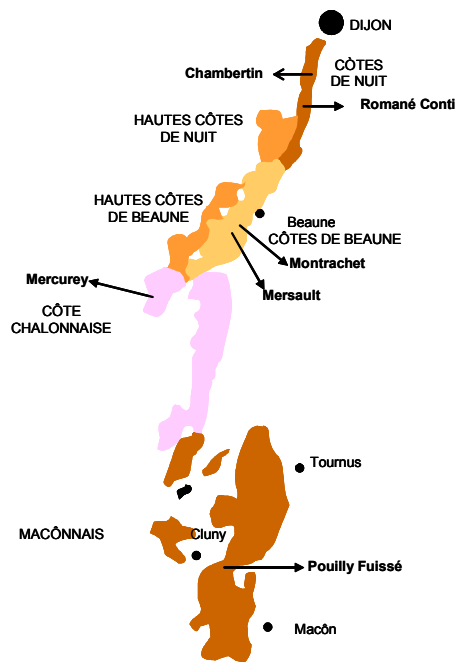 DIJON
CÒTES
DE NUIT
Chambertin
Romané Conti
HAUTES CÔTES
DE NUIT
HAUTES CÔTES
DE BEAUNE
Beaune
CÔTES DE BEAUNE
Montrachet
Mercurey
Mersault
CÔTE
CHALONNAISE
Tournus
MACÔNNAIS
Cluny
Pouilly Fuissé
Macôn